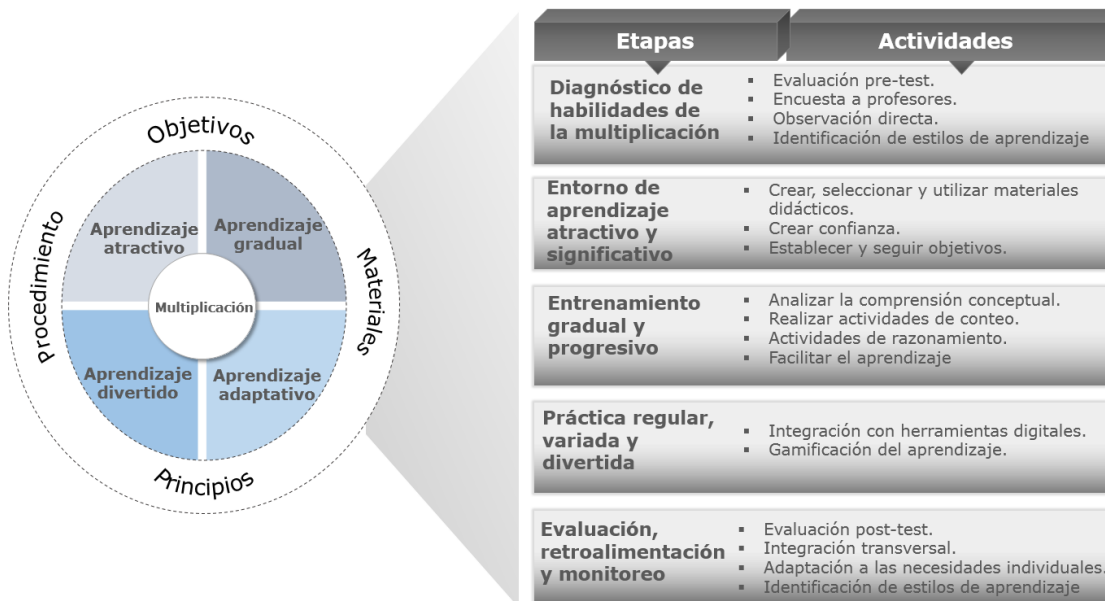 Objetivos
Procedimiento
Materiales
Principios
Aprendizaje
atractivo
Aprendizaje
gradual
Multiplicación
Aprendizaje
divertido
Aprendizaje
adaptativo
Etapas
Actividades
Diagnóstico de
habilidades de
la multiplicación
▪ Evaluación pre-test.
▪ Encuesta a profesores.
▪ Observación directa.
▪ Identificación de estilos de aprendizaje
Entorno de
aprendizaje
atractivo y
significativo
▪ Crear, seleccionar y utilizar materiales
didácticos.
▪ Crear confianza.
▪ Establecer y seguir objetivos.
Entrenamiento
gradual y
progresivo
▪ Analizar la comprensión conceptual.
▪ Realizar actividades de conteo.
▪ Actividades de razonamiento.
▪ Facilitar el aprendizaje
Práctica regular,
variada y
divertida
▪ Integración con herramientas digitales.
▪ Gamificación del aprendizaje.
Evaluación,
retroalimentación
y monitoreo
▪ Evaluación post-test.
▪ Integración transversal.
▪ Adaptación a las necesidades individuales.
▪ Identificación de estilos de aprendizaje